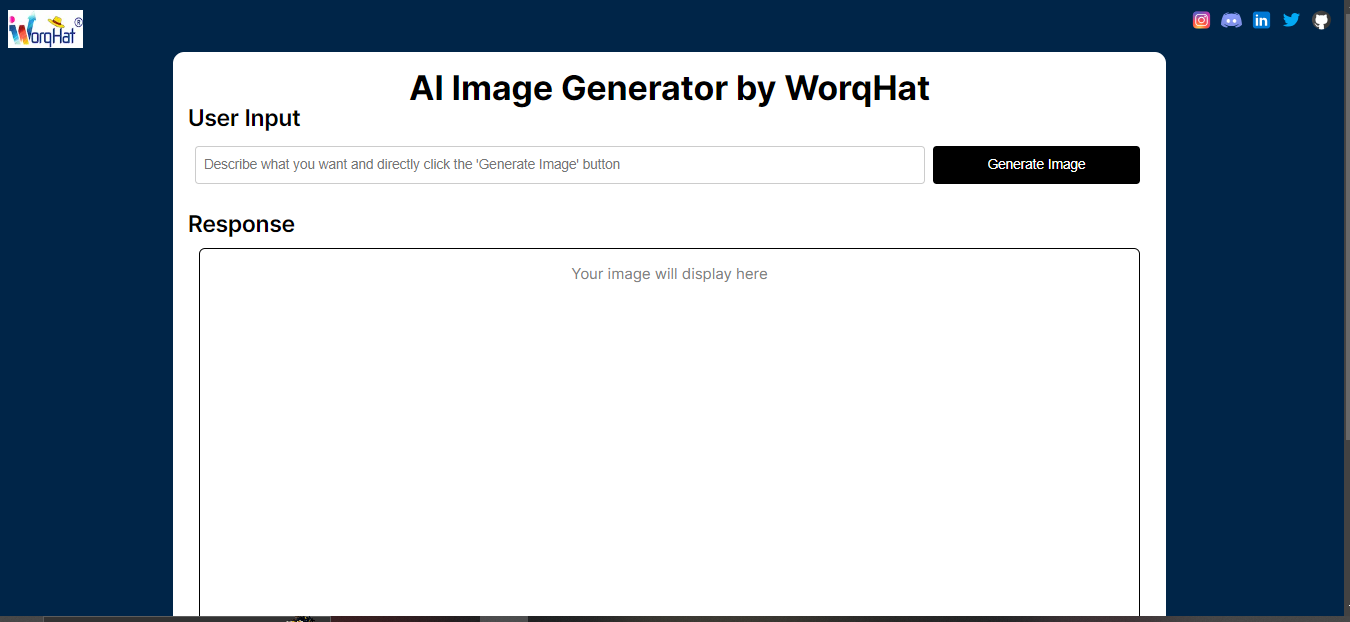 WorqHat®
AI Image Generator by WorqHat
User Input
Describe what you want and directly click the 'Generate Image' button
Generate Image
Response
Your image will display here